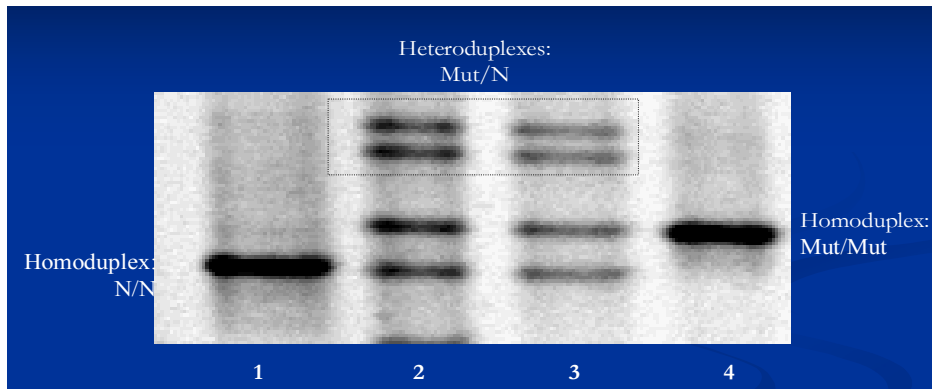 Heteroduplexes:
Mut/N
Homoduplex:
Mut/Mut
Homoduplex:
N/N
1 2 3 4